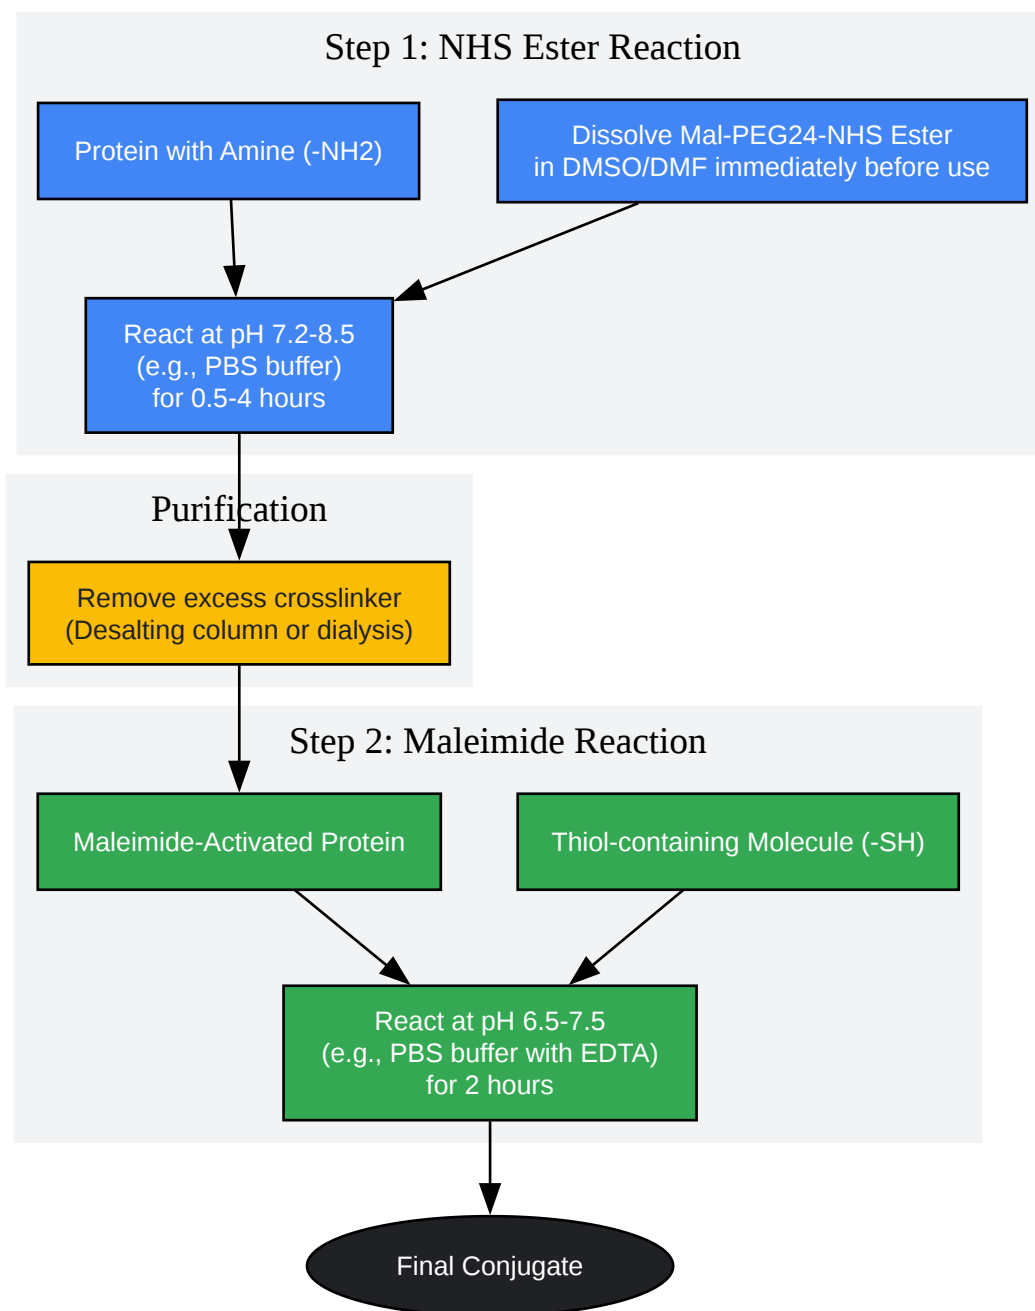 Step 1: NHS Ester Reaction
Protein with Amine (-NH2)
Dissolve Mal-PEG24-NHS Ester
in DMSO/DMF immediately before use
React at pH 7.2-8.5
(e.g., PBS buffer)
for 0.5-4 hours
Purification
Remove excess crosslinker
(Desalting column or dialysis)
Step 2: Maleimide Reaction
Maleimide-Activated Protein
Thiol-containing Molecule (-SH)
React at pH 6.5-7.5
(e.g., PBS buffer with EDTA)
for 2 hours
Final Conjugate